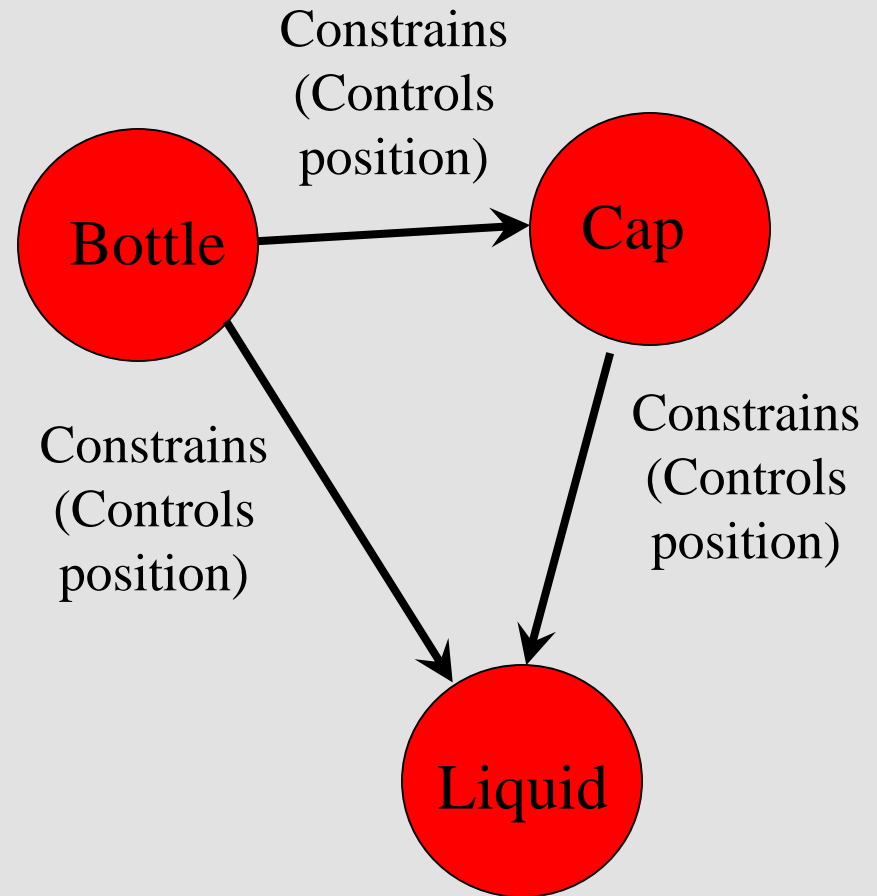 Constrains
(Controls
position)
Bottle
Cap
Constrains
(Controls
position)
Constrains
(Controls
position)
Liquid